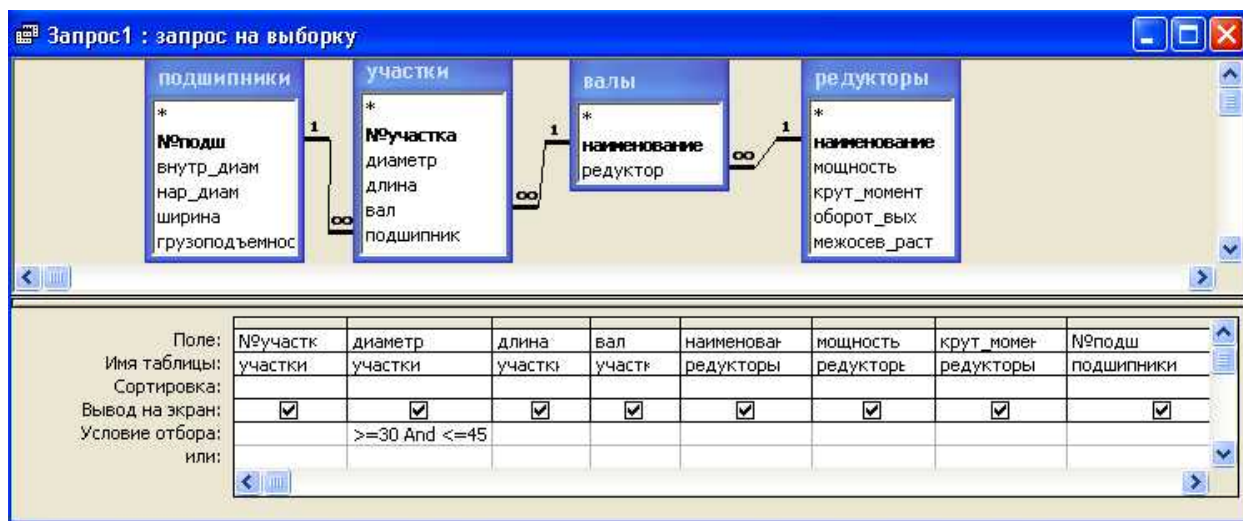 Запрос1 : запрос на выборку
подшипники
*
№подш
внутр_диам
нар_диам
ширина
грузоподъемнос
участки
*
№участка
диаметр
длина
вал
подшипник
валы
*
наименование
редуктор
редукторы
*
наименование
мощность
крут_момент
оборот_вых
межосев_раст
1
∞
1
∞
1
∞
Поле: №участк диаметр длина вал наименован мощность крут_момен №подш
Имя таблицы: участки участки участкі участк редукторы редукторь редукторы подшипники
Сортировка:
Вывод на экран:
Условие отбора: >=30 And <=45
или: